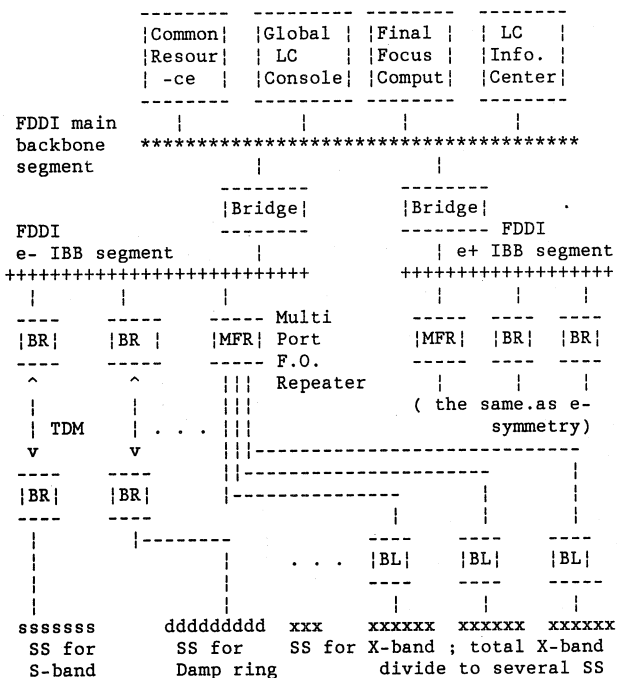 |Common| |Global | |Final | | LC |
|Resour| | LC | |Focus | |Info. |
| -ce | |Console| |Comput| |Center|
FDDI main
backbone ***************************************
segment
|Bridge| |Bridge|
FDDI -------- FDDI
e- IBB segment | e+ IBB segment
+++++++++++++++++++++++++++ +++++++++++++++++++
---- ---- ----- Multi
|BR| |BR | |MFR| Port |MFR| |BR| |BR|
---- ---- ----- F.O.
^ ^ ||| Repeater
( the same.as e-
| TDM | . . . ||| symmetry)
v v
|BR| |BR|
. . . |BL| |BL| |BL|
sssssss ddddddddd xxx xxxxxx xxxxxx xxxxxx
SS for SS for SS for X-band ; total X-band
S-band Damp ring divide to several SS